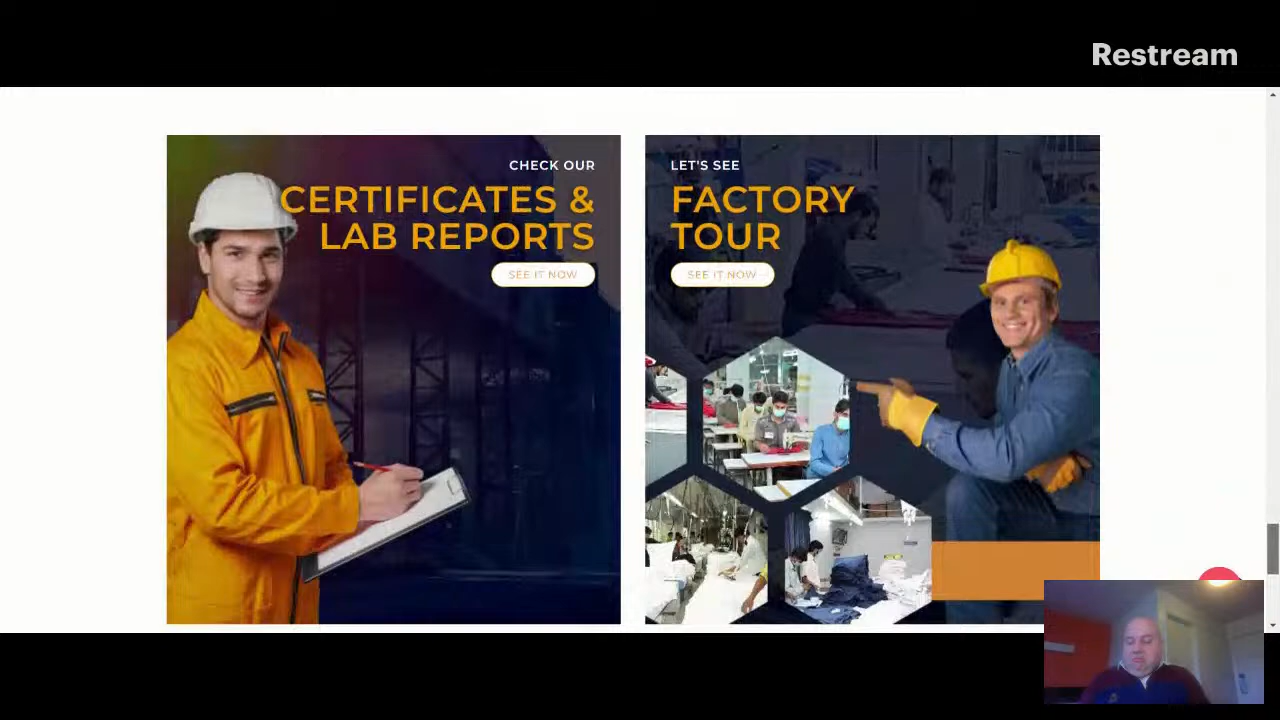 Restream
CHECK OUR
CERTIFICATES &
LAB REPORTS
SEE IT NOW
LET'S SEE
FACTORY
TOUR
SEE IT NOW